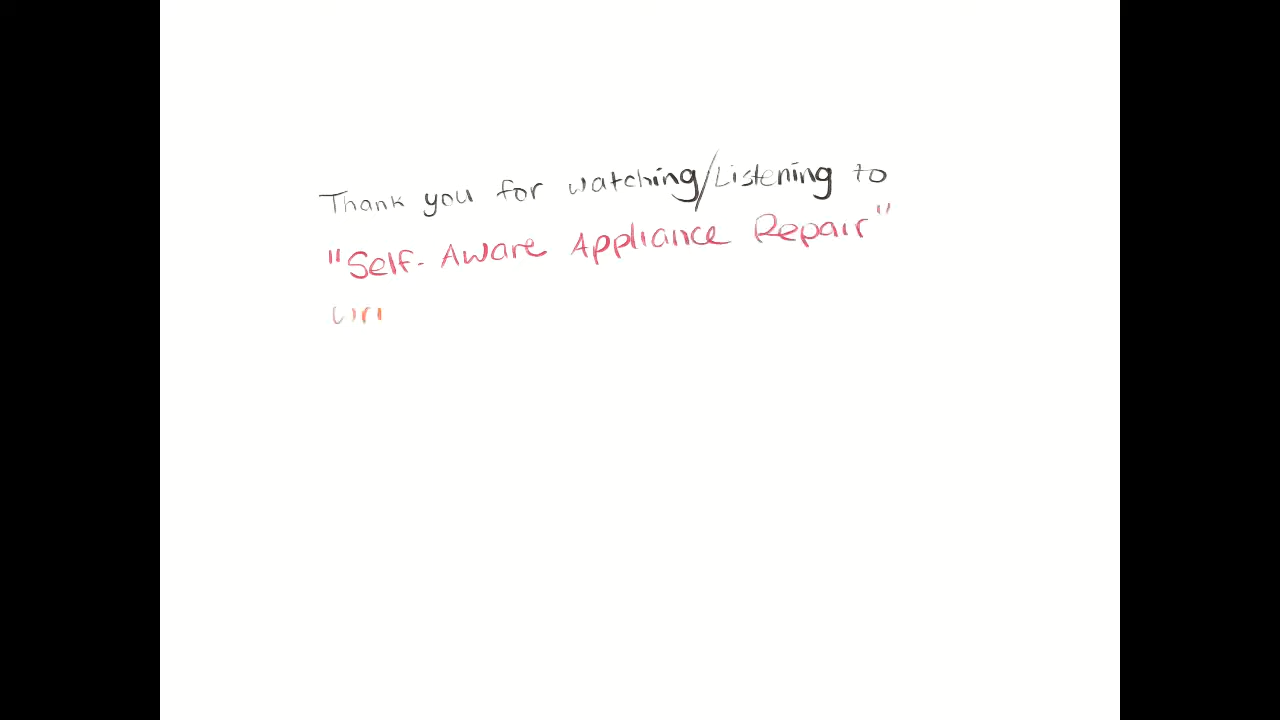 Thank you for watching/Listening to
"Self-Aware Appliance Repair"